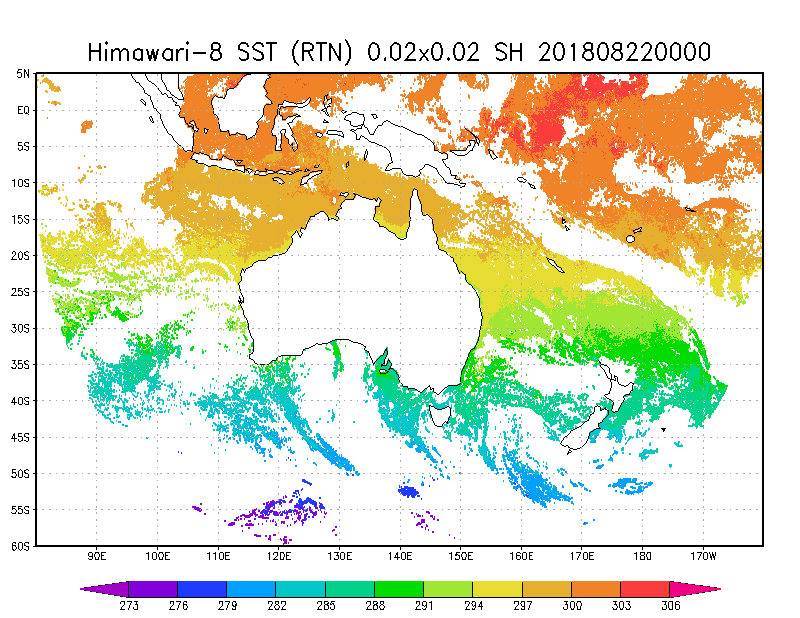 Himawari-8 SST (RTN) 0.02x0.02 SH 201808220000
5N
EQ
5S
10S
15S
20S
25S
30S
35S
40S
45S
50S
55S
60S
90E 100E 110E 120E 130E 140E 150E 160E 170E 180 170W
273 276 279 282 285 288 291 294 297 300 303 306